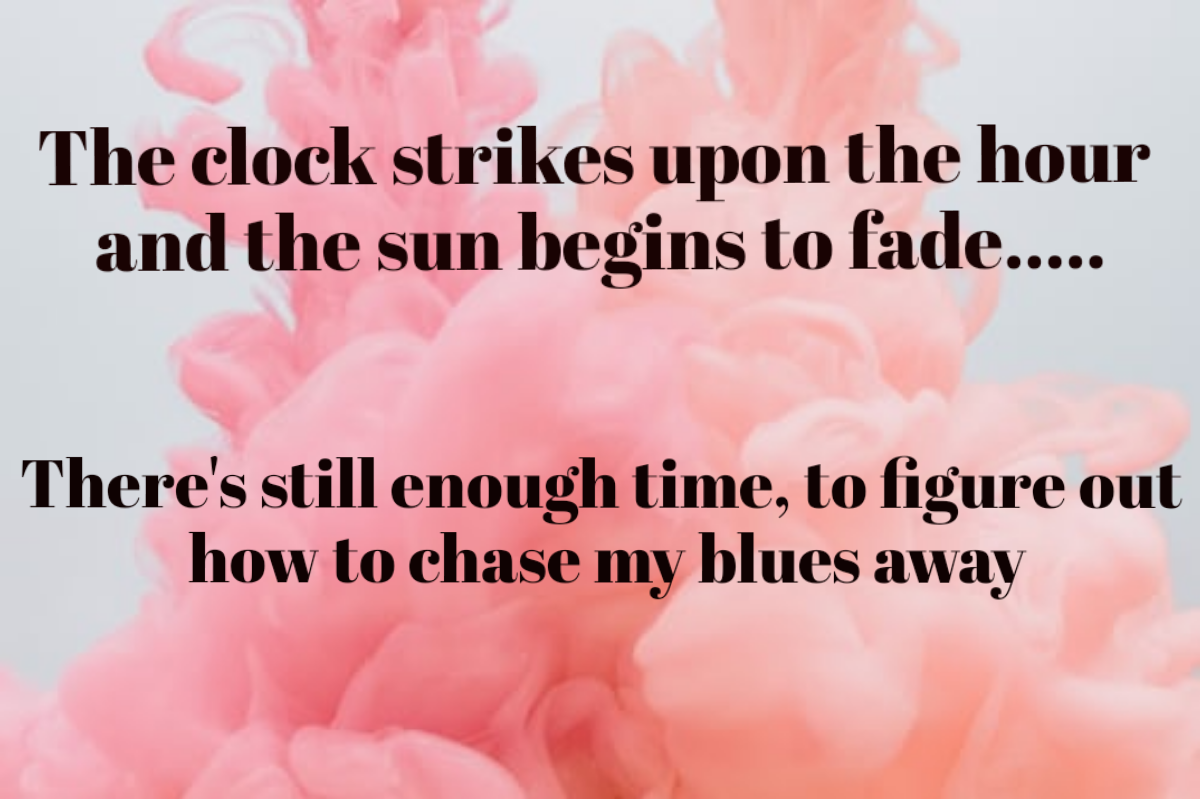 The clock strikes upon the hour
and the sun begins to fade.....
There's still enough time, to figure out
how to chase my blues away